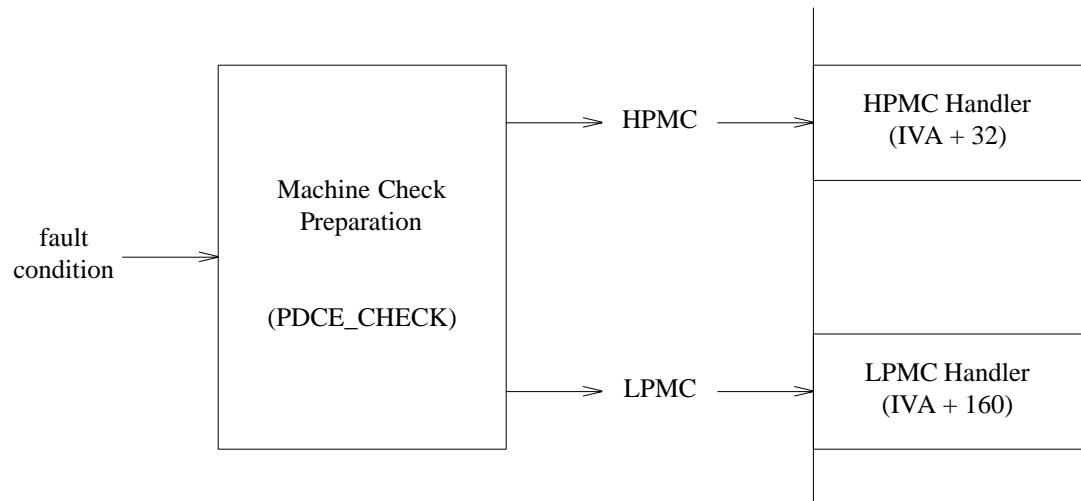 fault
condition
Machine Check
Preparation
(PDCE_CHECK)
HPMC
HPMC Handler
(IVA + 32)
LPMC
LPMC Handler
(IVA + 160)